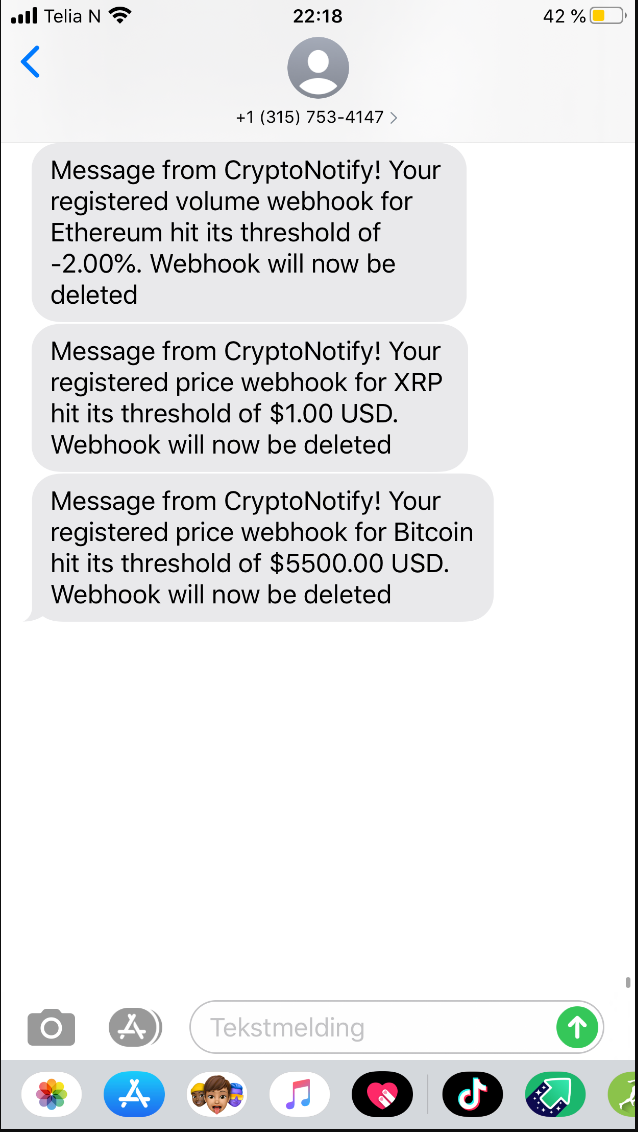 Telia N 22:18 42 %
+1 (315) 753-4147
Message from CryptoNotify! Your
registered volume webhook for
Ethereum hit its threshold of
-2.00%. Webhook will now be
deleted
Message from CryptoNotify! Your
registered price webhook for XRP
hit its threshold of $1.00 USD.
Webhook will now be deleted
Message from CryptoNotify! Your
registered price webhook for Bitcoin
hit its threshold of $5500.00 USD.
Webhook will now be deleted
Tekstmelding